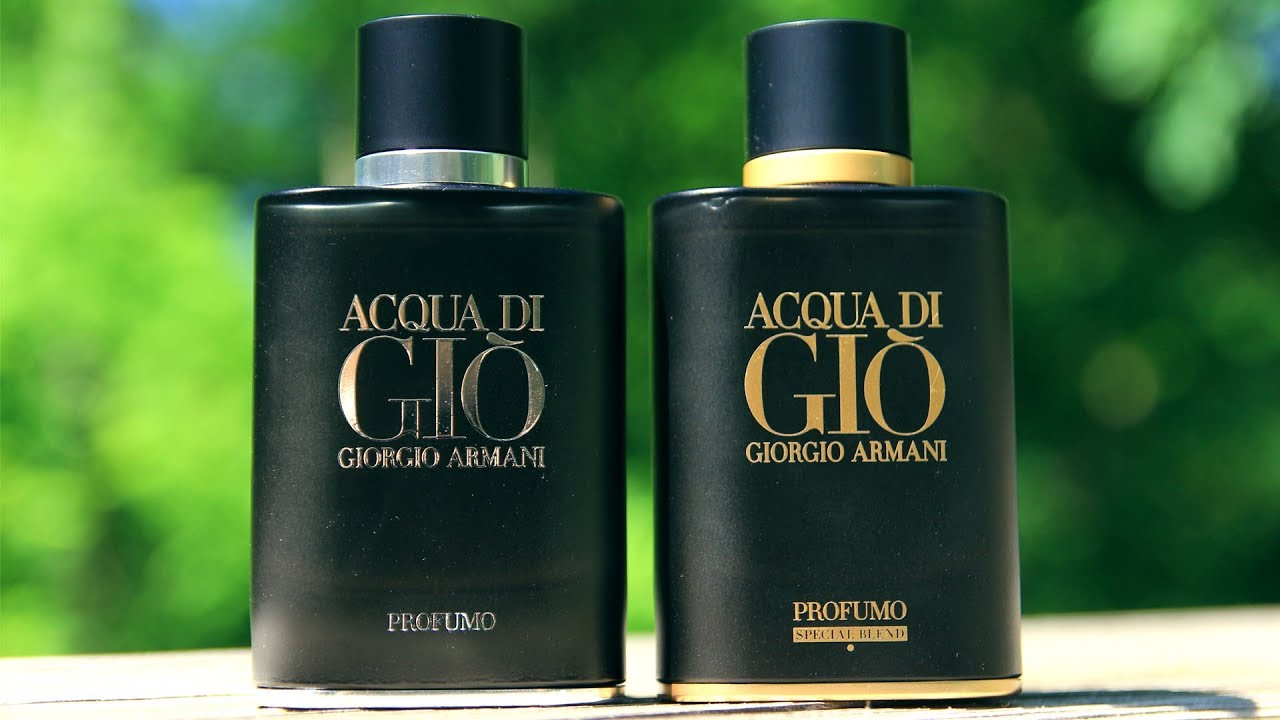 ACQUA DI
GIÒ
GIORGIO ARMANI
PROFUMO
ACQUA DI
GIÒ
GIORGIO ARMANI
PROFUMO
SPECIAL BLEND